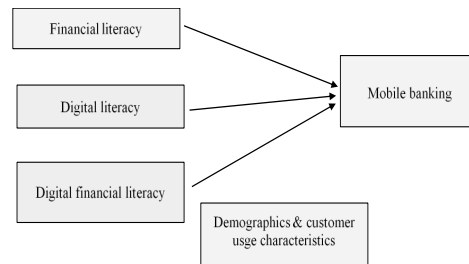 Financial literacy
Mobile banking
Digital literacy
Digital financial literacy
Demographics & customer
usge characteristics